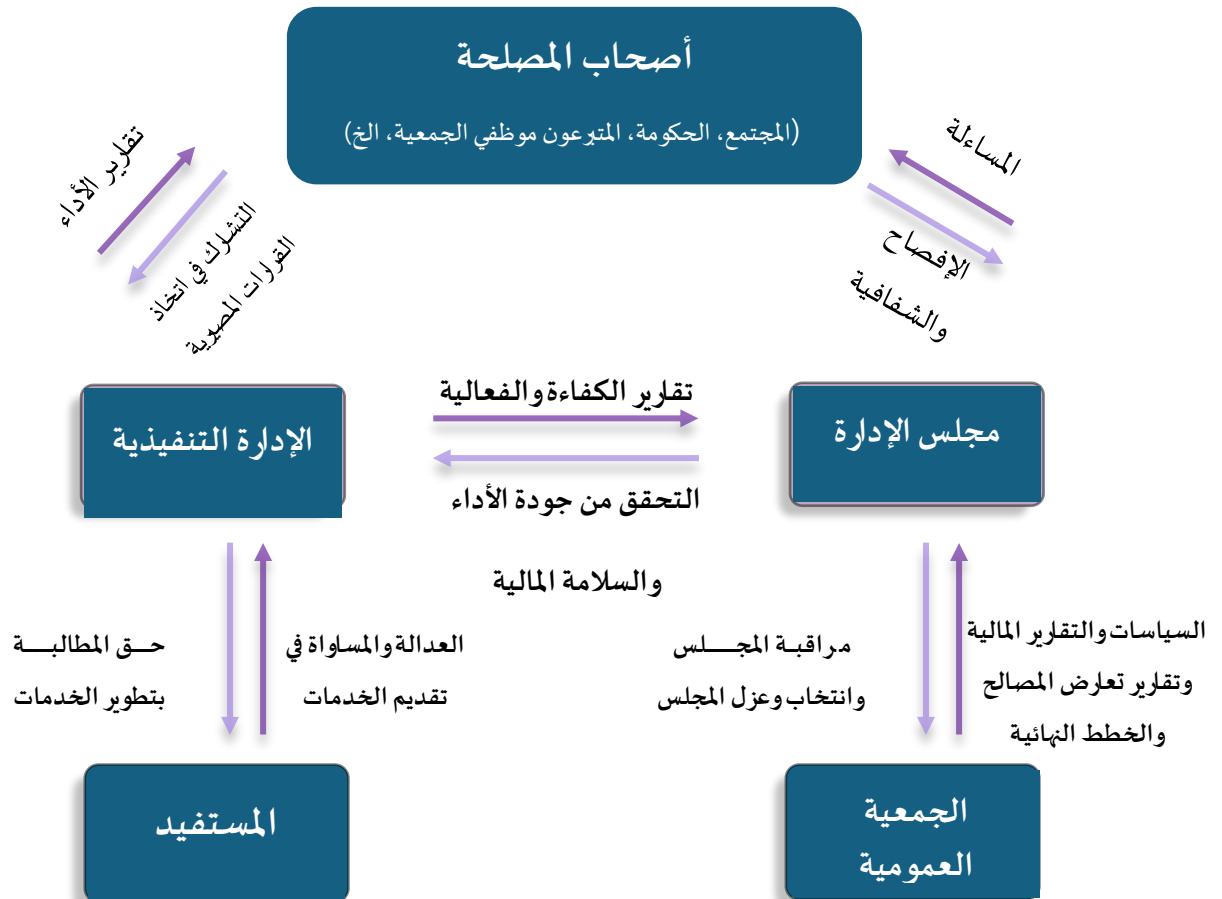 أصحاب المصلحة
(المجتمع، الحكومة، المتبرعون موظفي الجمعية، الخ)
المساءلة
الإفصاح
والشفافية
تقارير الأداء
التشارك في اتخاذ
القرارات المصيرية
مجلس الإدارة
تقارير الكفاءة والفعالية
التحقق من جودة الأداء
والسلامة المالية
الإدارة التنفيذية
السياسات والتقارير المالية
وتقارير تعارض المصالح
والخطط النهائية
مراقبة المجلس
وانتخاب وعزل المجلس
العدالة والمساواة في
تقديم الخدمات
حق المطالبة
بتطوير الخدمات
الجمعية
العمومية
المستفيد